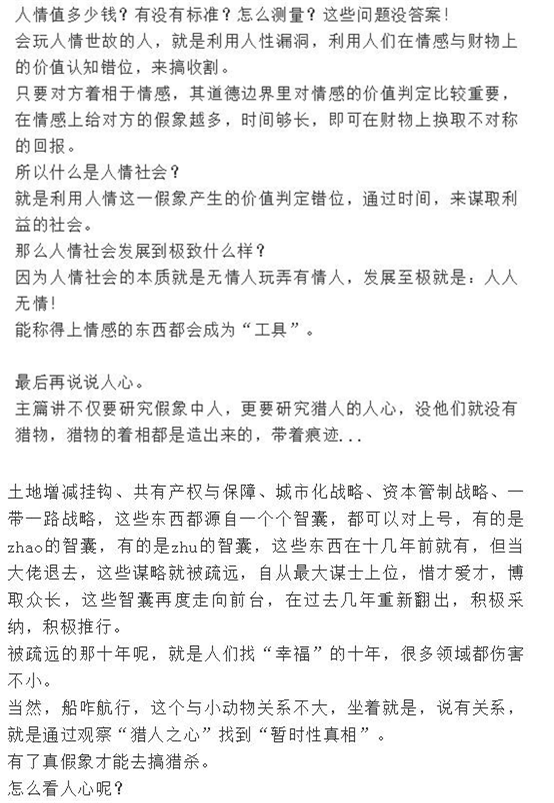 人情值多少钱？有没有标准？怎么测量？这些问题没答案！
会玩人情世故的人，就是利用人性漏洞，利用人们在情感与财物上
的价值认知错位，来搞收割。
只要对方着相于情感，其道德边界里对情感的价值判定比较重要，
在情感上给对方的假象越多，时间够长，即可在财物上换取不对称
的回报。
所以什么是人情社会？
就是利用人情这一假象产生的价值判定错位，通过时间，来谋取利
益的社会。
那么人情社会发展到极致什么样？
因为人情社会的本质就是无情人玩弄有情人，发展至极就是：人人
无情！
能称得上情感的东西都会成为“工具”。
最后再说说人心。
主篇讲不仅要研究假象中人，更要研究猎人的人心，没他们就没有
猎物，猎物的着相都是造出来的，带着痕迹...
土地增减挂钩、共有产权与保障、城市化战略、资本管制战略、一
带一路战略，这些东西都源自一个个智囊，都可以对上号，有的是
zhao的智囊，有的是zhu的智囊，这些东西在十几年前就有，但当
大佬退去，这些谋略就被疏远，自从最大谋士上位，惜才爱才，博
取众长，这些智囊再度走向前台，在过去几年重新翻出，积极采
纳，积极推行。
被疏远的那十年呢，就是人们找“幸福”的十年，很多领域都伤害
不小。
当然，船咋航行，这个与小动物关系不大，坐着就是，说有关系，
就是通过观察“猎人之心”找到“暂时性真相”。
有了真假象才能去搞猎杀。
怎么看人心呢？